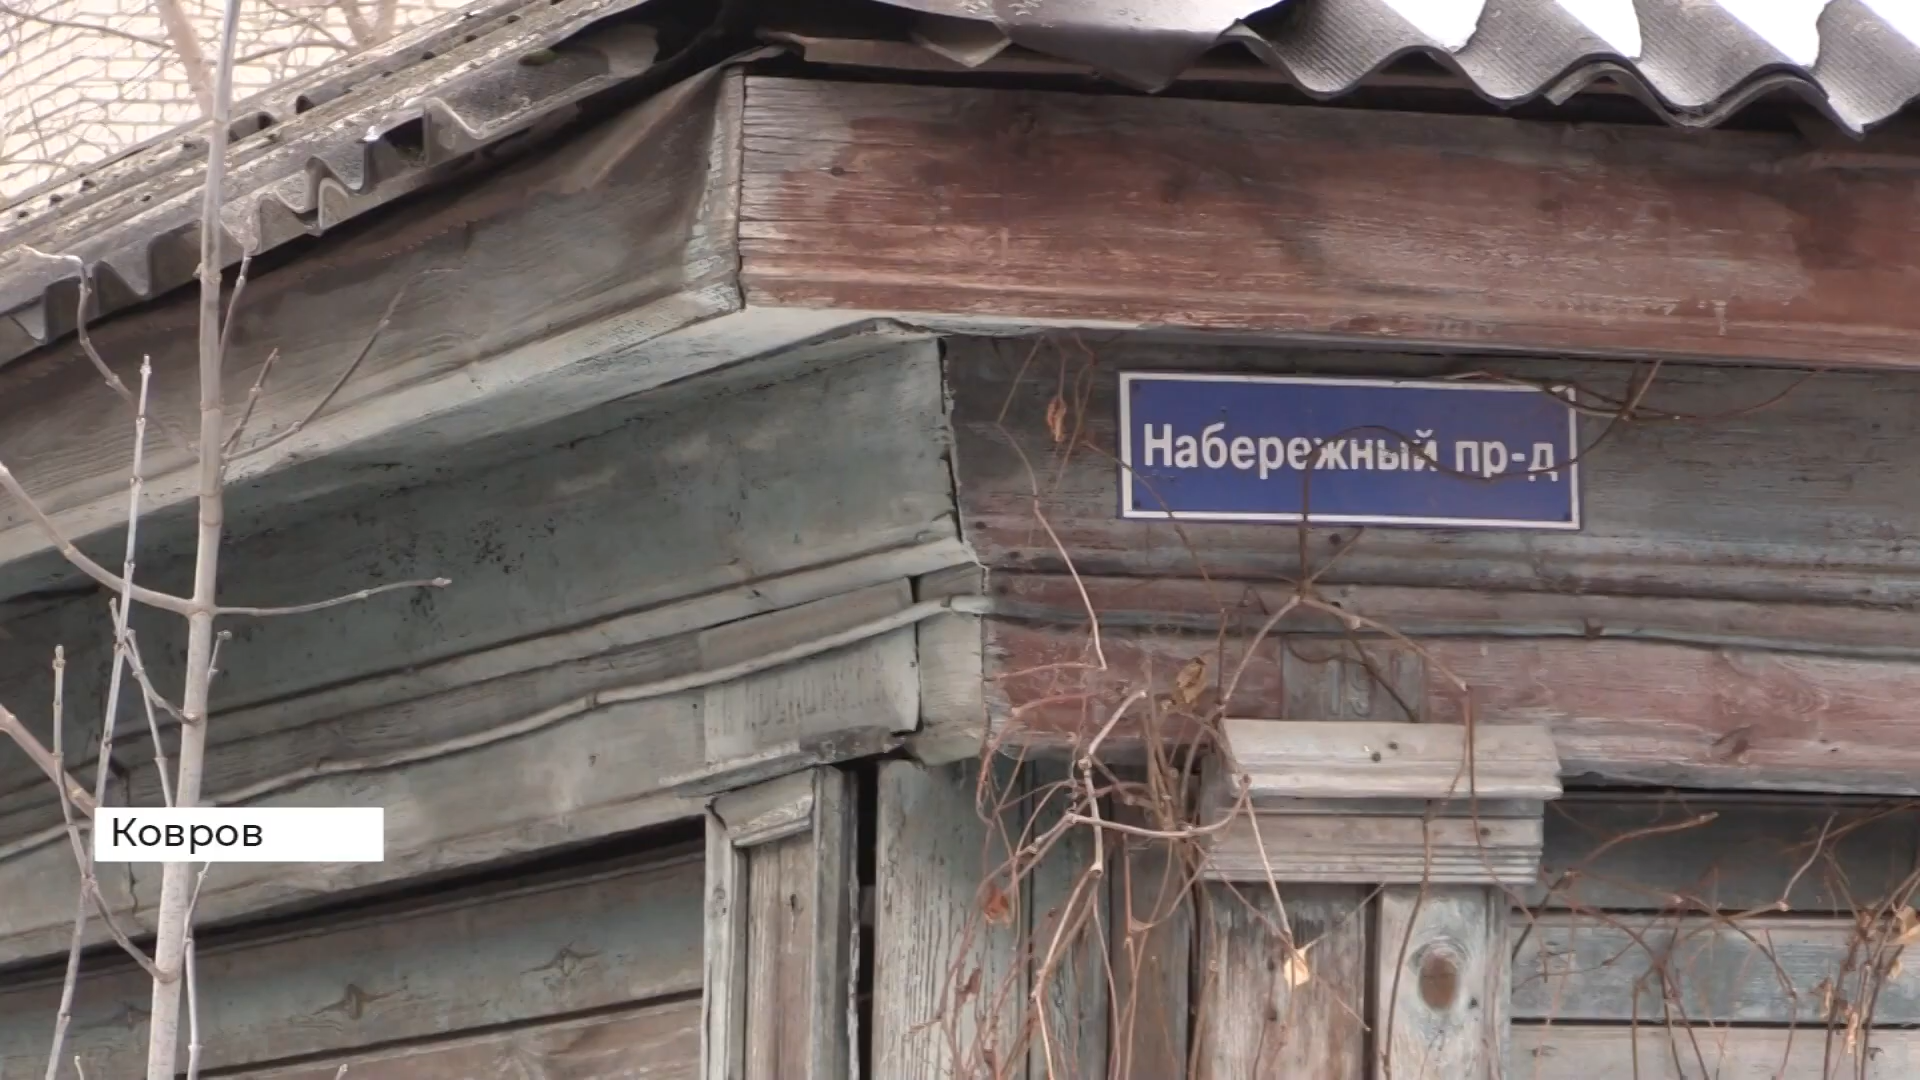 Набережный пр-д
Ковров